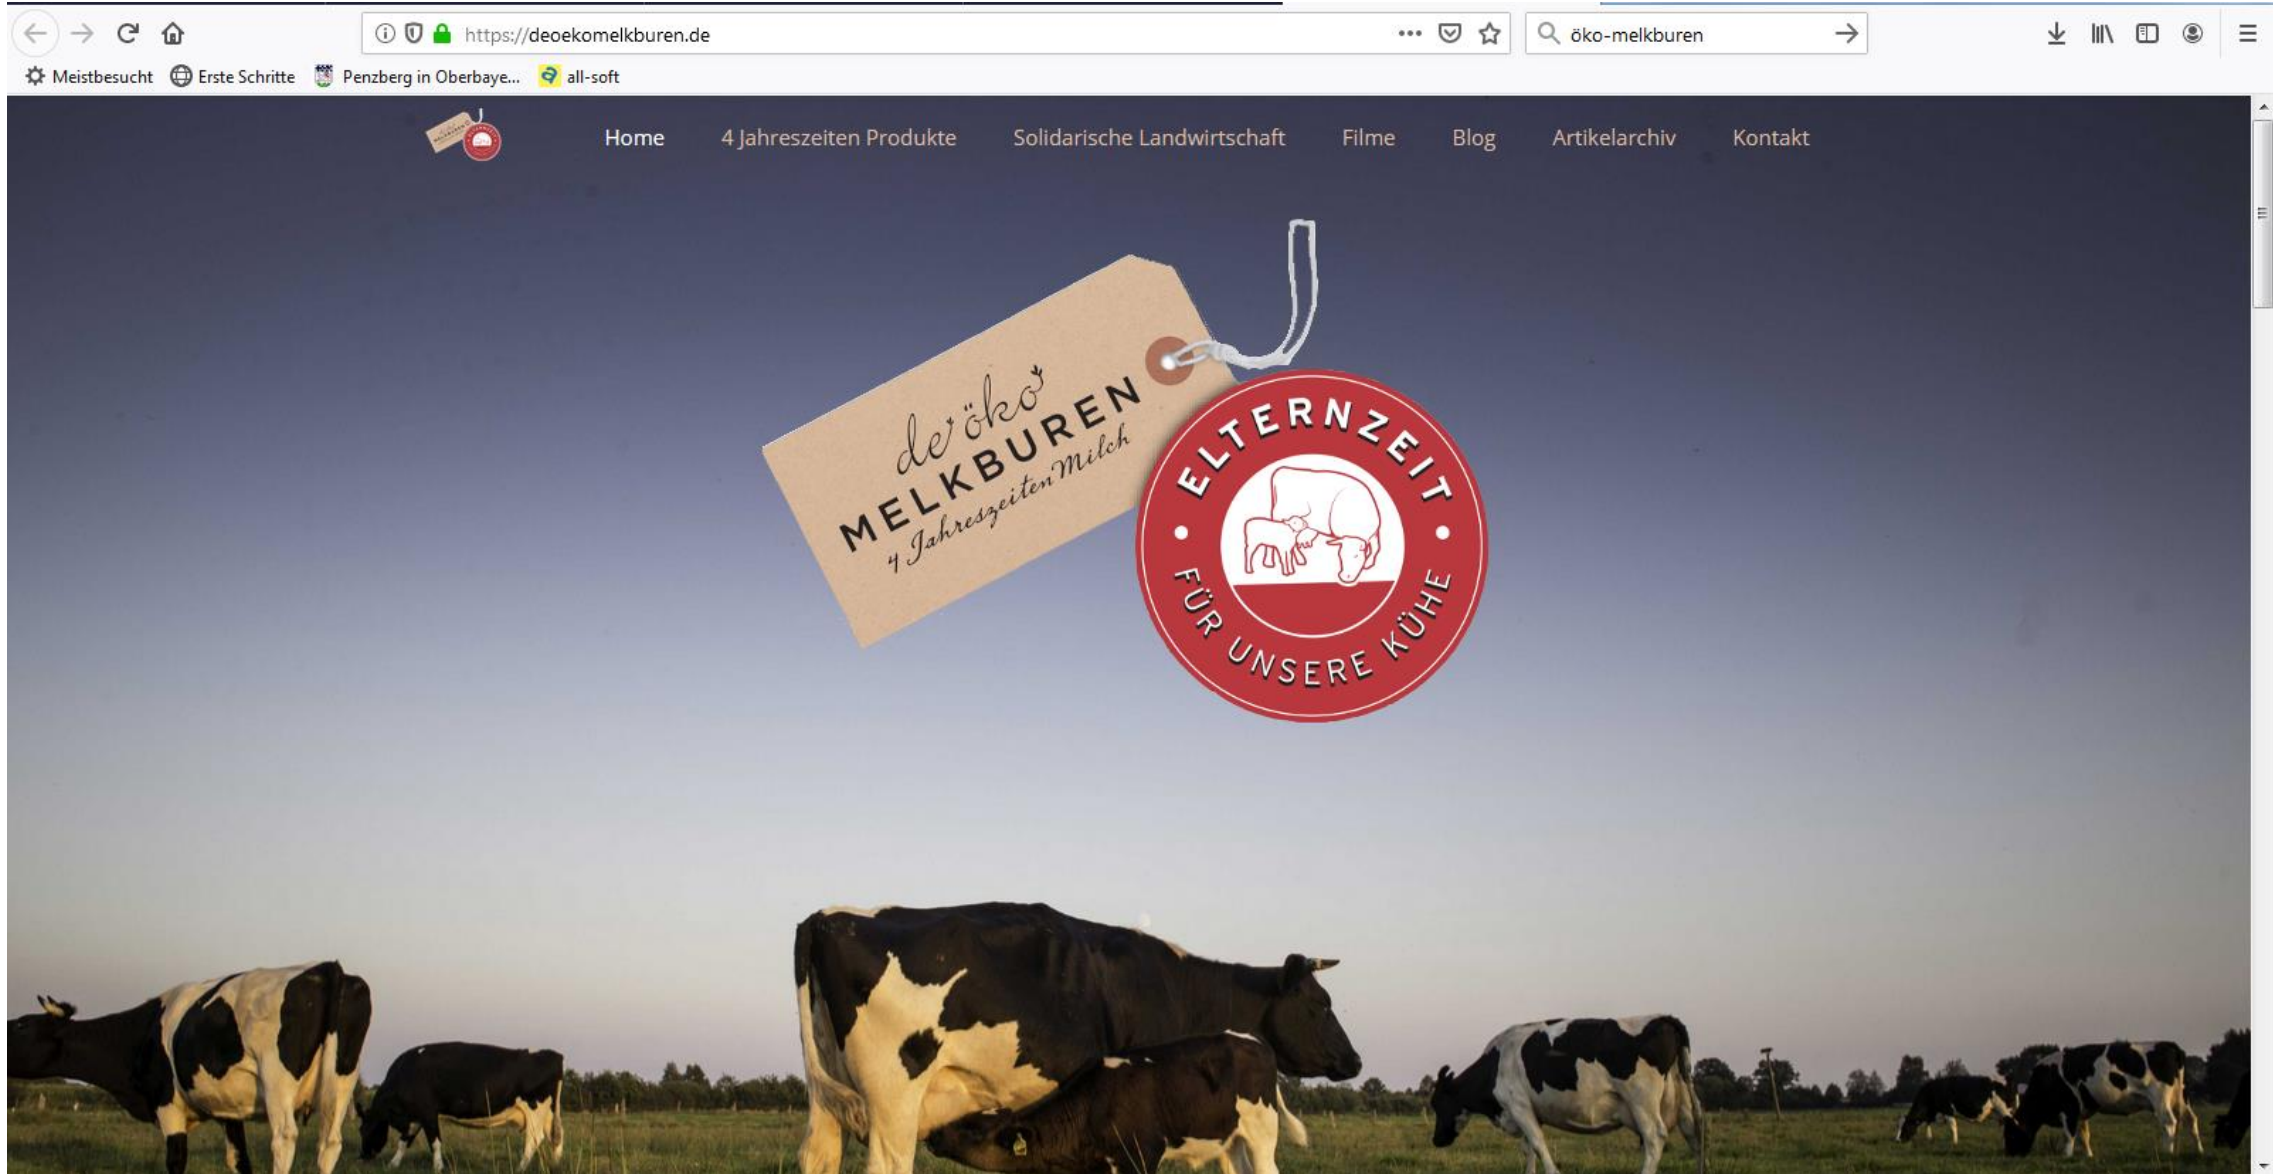 https://deoekomelkburen.de
öko-melkburen
Meistbesucht Erste Schritte Penzberg in Oberbaye... all-soft
Home 4 Jahreszeiten Produkte Solidarische Landwirtschaft Filme Blog Artikelarchiv Kontakt
de öko
MELKBUREN
4 Jahreszeiten Milch
ELTERNZEIT
FÜR UNSERE KÜHE